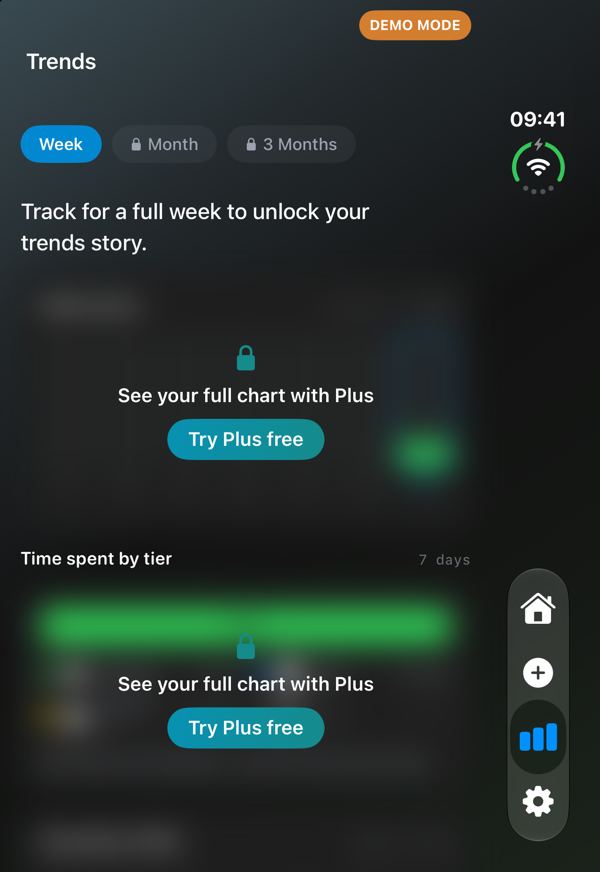 DEMO MODE
Trends
09:41
Week
Month
3 Months
Track for a full week to unlock your
trends story.
See your full chart with Plus
Try Plus free
Time spent by tier
7 days
See your full chart with Plus
Try Plus free